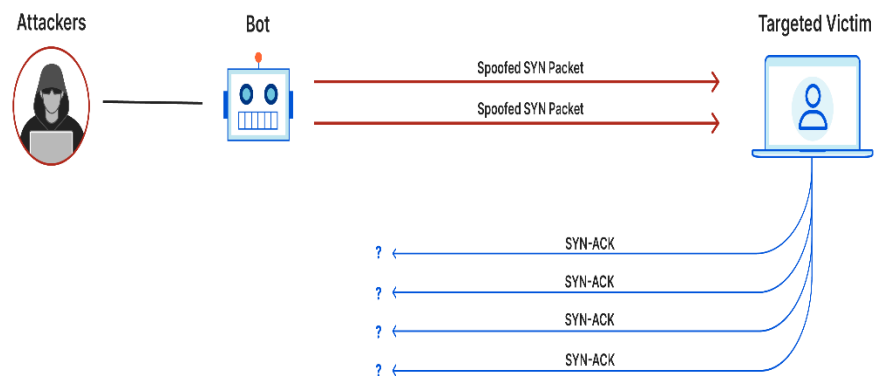 Attackers
Bot
Targeted Victim
Spoofed SYN Packet
Spoofed SYN Packet
SYN-ACK
?
SYN-ACK
?
SYN-ACK
?
SYN-ACK
?